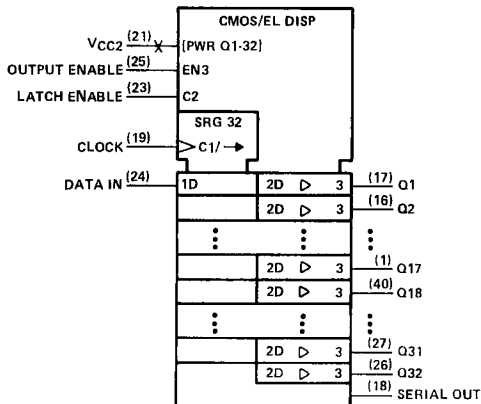 CMOS/EL DISP
VCC2 (21) [PWR Q1-32]
OUTPUT ENABLE (25) EN3
LATCH ENABLE (23) C2
SRG 32
CLOCK (19) C1/
DATA IN (24) 1D 2D 3 (17) Q1
2D 3 (16) Q2
2D 3 (1) Q17
2D 3 (40) Q18
2D 3 (27) Q31
2D 3 (26) Q32
(18) SERIAL OUT